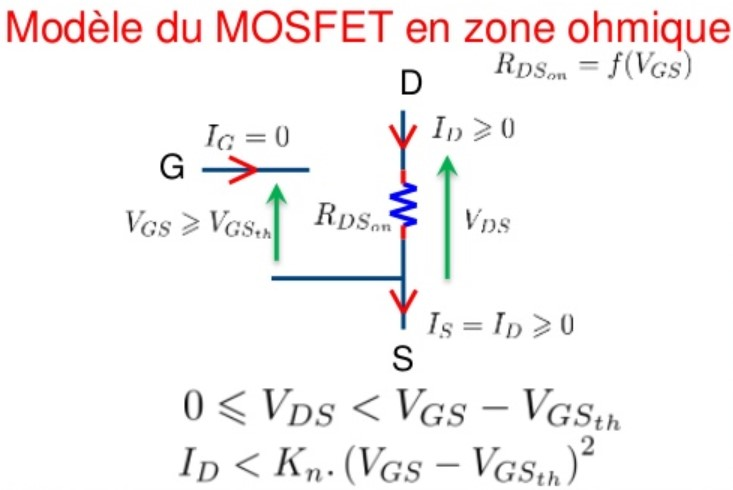 Modèle du MOSFET en zone ohmique
R_{DS_{on}} = f(V_{GS})
D
I_G = 0
I_D ⩾ 0
G
V_{GS} ⩾ V_{GS_{th}}
R_{DS_{on}}
V_{DS}
I_S = I_D ⩾ 0
S
0 ⩽ V_{DS} < V_{GS} − V_{GS_{th}}
I_D < K_n. (V_{GS} − V_{GS_{th}})^2